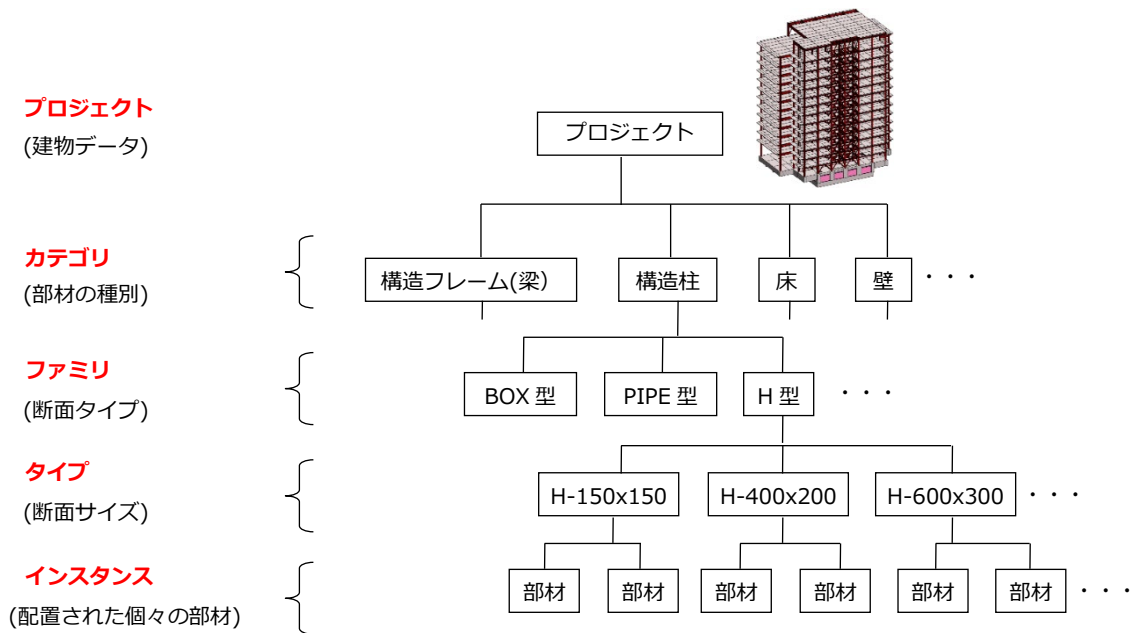 プロジェクト
(建物データ)
プロジェクト
カテゴリ
(部材の種別)
構造フレーム(梁） 構造柱 床 壁 ・・・
ファミリ
(断面タイプ)
BOX 型 PIPE 型 H 型 ・・・
タイプ
(断面サイズ)
H-150x150 H-400x200 H-600x300 ・・・
インスタンス
(配置された個々の部材)
部材 部材 部材 部材 部材 部材 ・・・